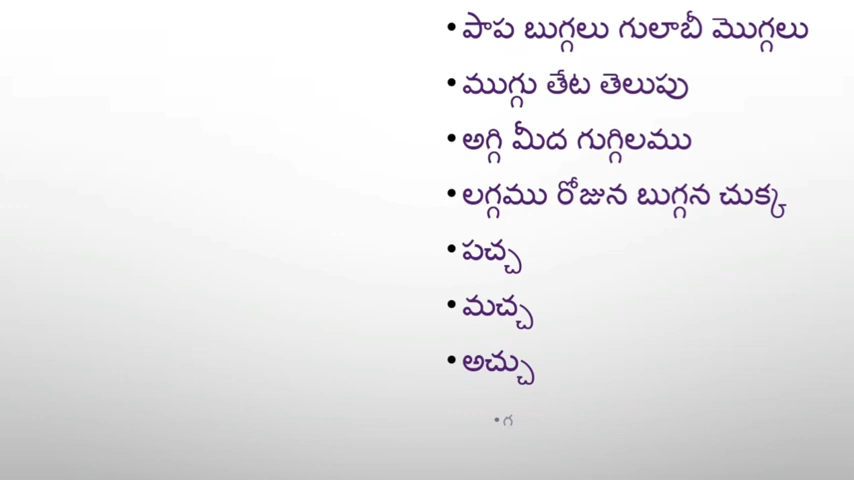 •పాప బుగ్గలు గులాబీ మొగ్గలు
•ముగ్గు తేట తెలుపు
•అగ్గి మీద గుగ్గిలము
•లగ్గము రోజున బుగ్గన చుక్క
•పచ్చ
•మచ్చ
•అచ్చు
•గ